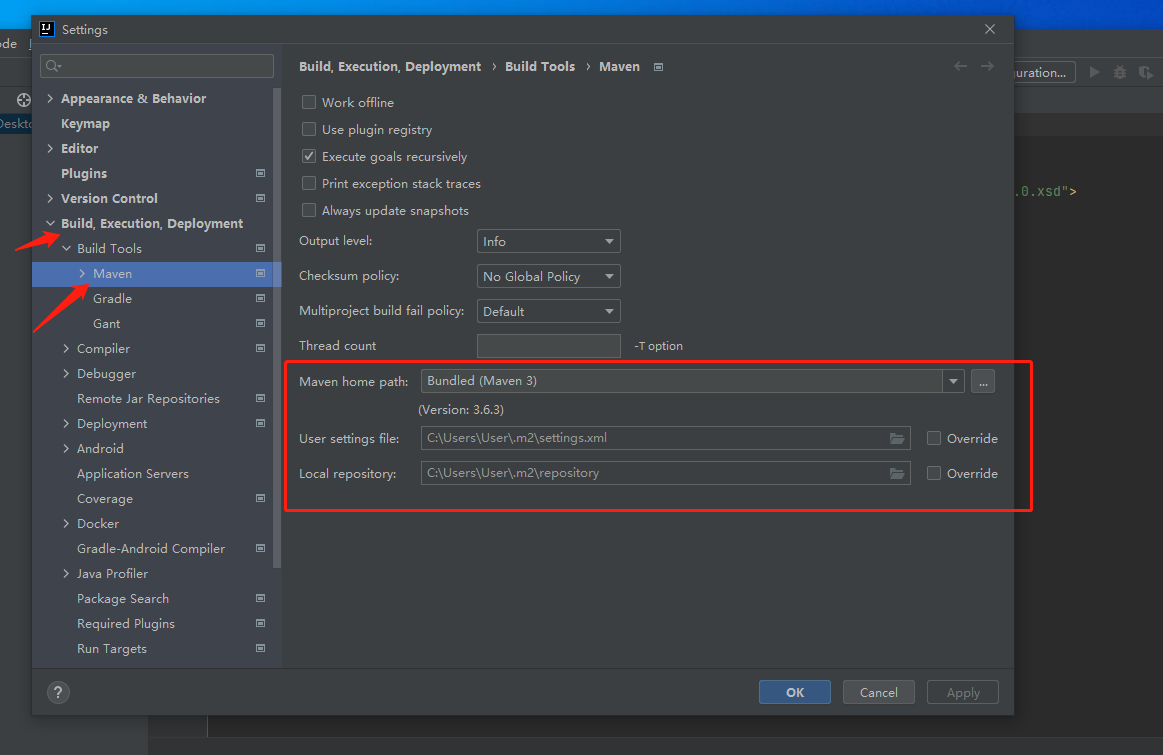 Settings
ode
Build, Execution, Deployment › Build Tools › Maven
Appearance & Behavior
Keymap
Editor
Plugins
Version Control
Build, Execution, Deployment
Build Tools
Maven
Gradle
Gant
Compiler
Debugger
Remote Jar Repositories
Deployment
Android
Application Servers
Coverage
Docker
Gradle-Android Compiler
Java Profiler
Package Search
Required Plugins
Run Targets
Work offline
Use plugin registry
Execute goals recursively
Print exception stack traces
Always update snapshots
Output level: Info
Checksum policy: No Global Policy
Multiproject build fail policy: Default
Thread count -T option
Maven home path: Bundled (Maven 3) ...
(Version: 3.6.3)
User settings file: C:\Users\User\.m2\settings.xml Override
Local repository: C:\Users\User\.m2\repository Override
? OK Cancel Apply
uration...
Deskto
.0.xsd">